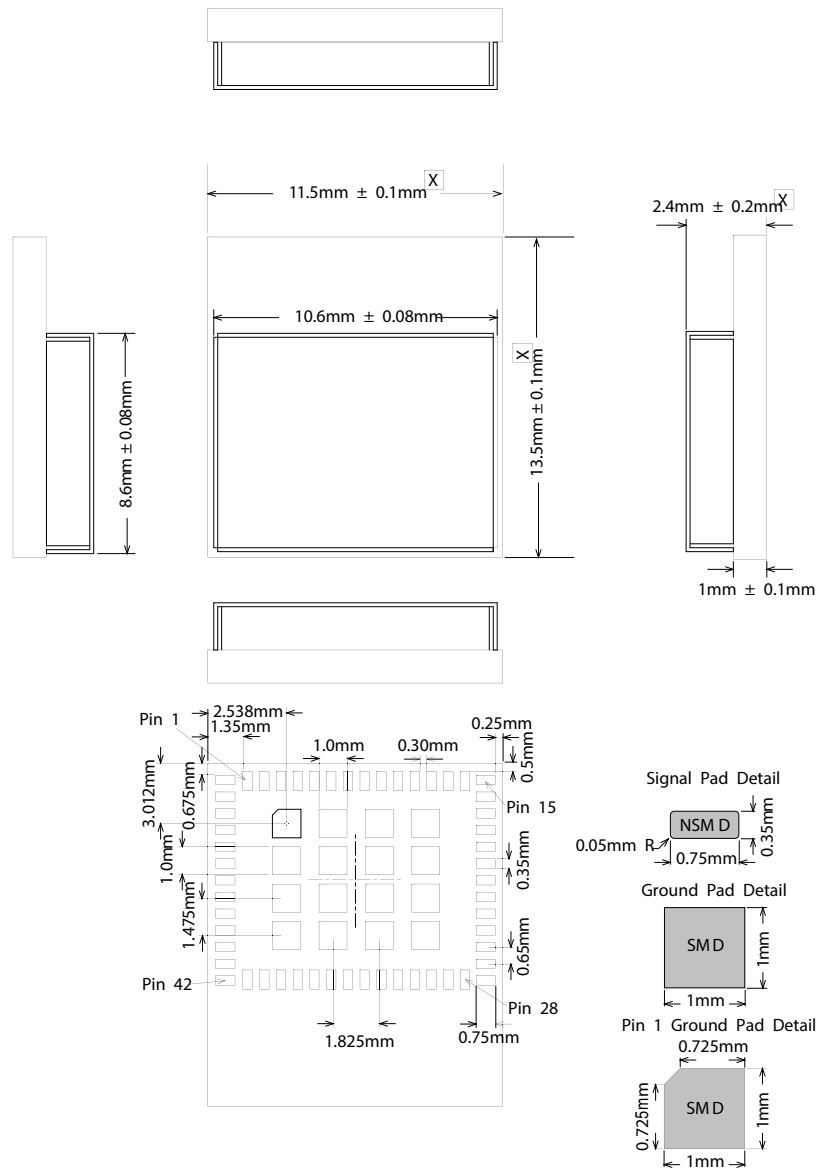 11.5mm ± 0.1mm
X
2.4mm ± 0.2mm
X
10.6mm ± 0.08mm
X
13.5mm ± 0.1mm
8.6mm ± 0.08mm
1mm ± 0.1mm
2.538mm
Pin 1
1.35mm
0.25mm
1.0mm
0.30mm
0.5mm
3.012mm
0.675mm
Pin 15
1.0mm
0.35mm
1.475mm
0.65mm
Pin 42
Pin 28
1.825mm
0.75mm
Signal Pad Detail
NSMD
0.35mm
0.05mm R
0.75mm
Ground Pad Detail
SMD
1mm
1mm
Pin 1 Ground Pad Detail
0.725mm
SMD
0.725mm
1mm
1mm